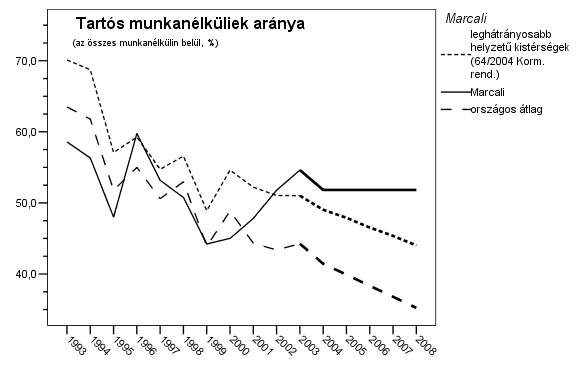 Tartós munkanélküliek aránya
(az összes munkanélkülin belül, %)
70,0
60,0
50,0
40,0
1993
1994
1995
1996
1997
1998
1999
2000
2001
2002
2003
2004
2005
2006
2007
2008
Marcali
leghátrányosabb
helyzetű kistérségek
(64/2004 Korm.
rend.)
Marcali
országos átlag